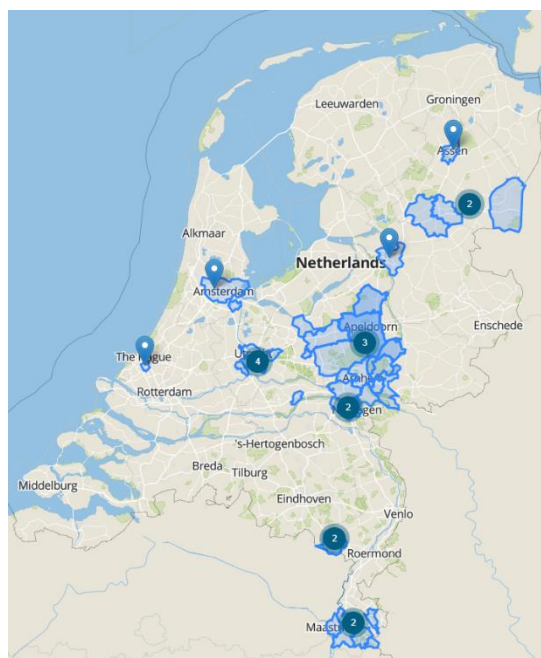 Groningen
Leeuwarden
Assen
2
Alkmaar
Netherlands
Amsterdam
Apeldoorn
Enschede
3
The Hague
4
Arnhem
Rotterdam
2
's-Hertogenbosch
Breda
Tilburg
Middelburg
Eindhoven
Venlo
2
Roermond
2